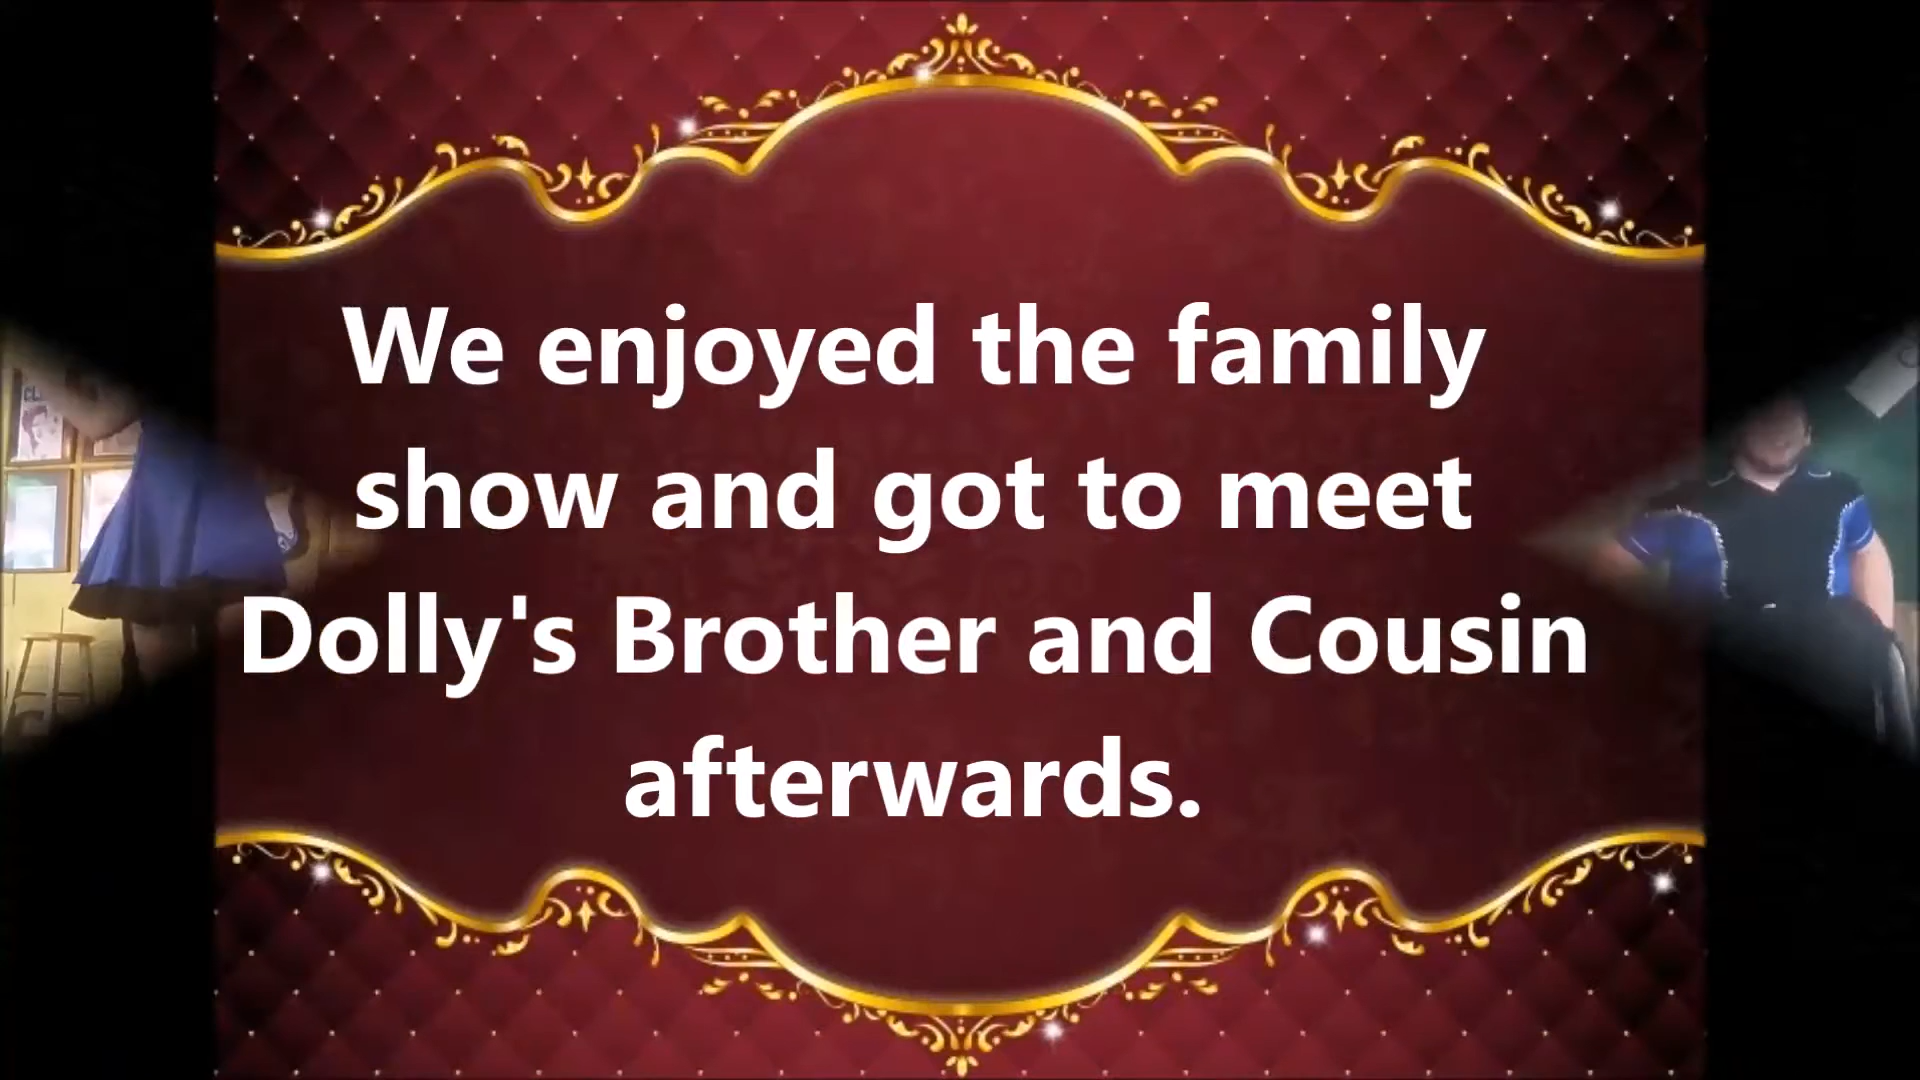 We enjoyed the family
show and got to meet
Dolly's Brother and Cousin
afterwards.